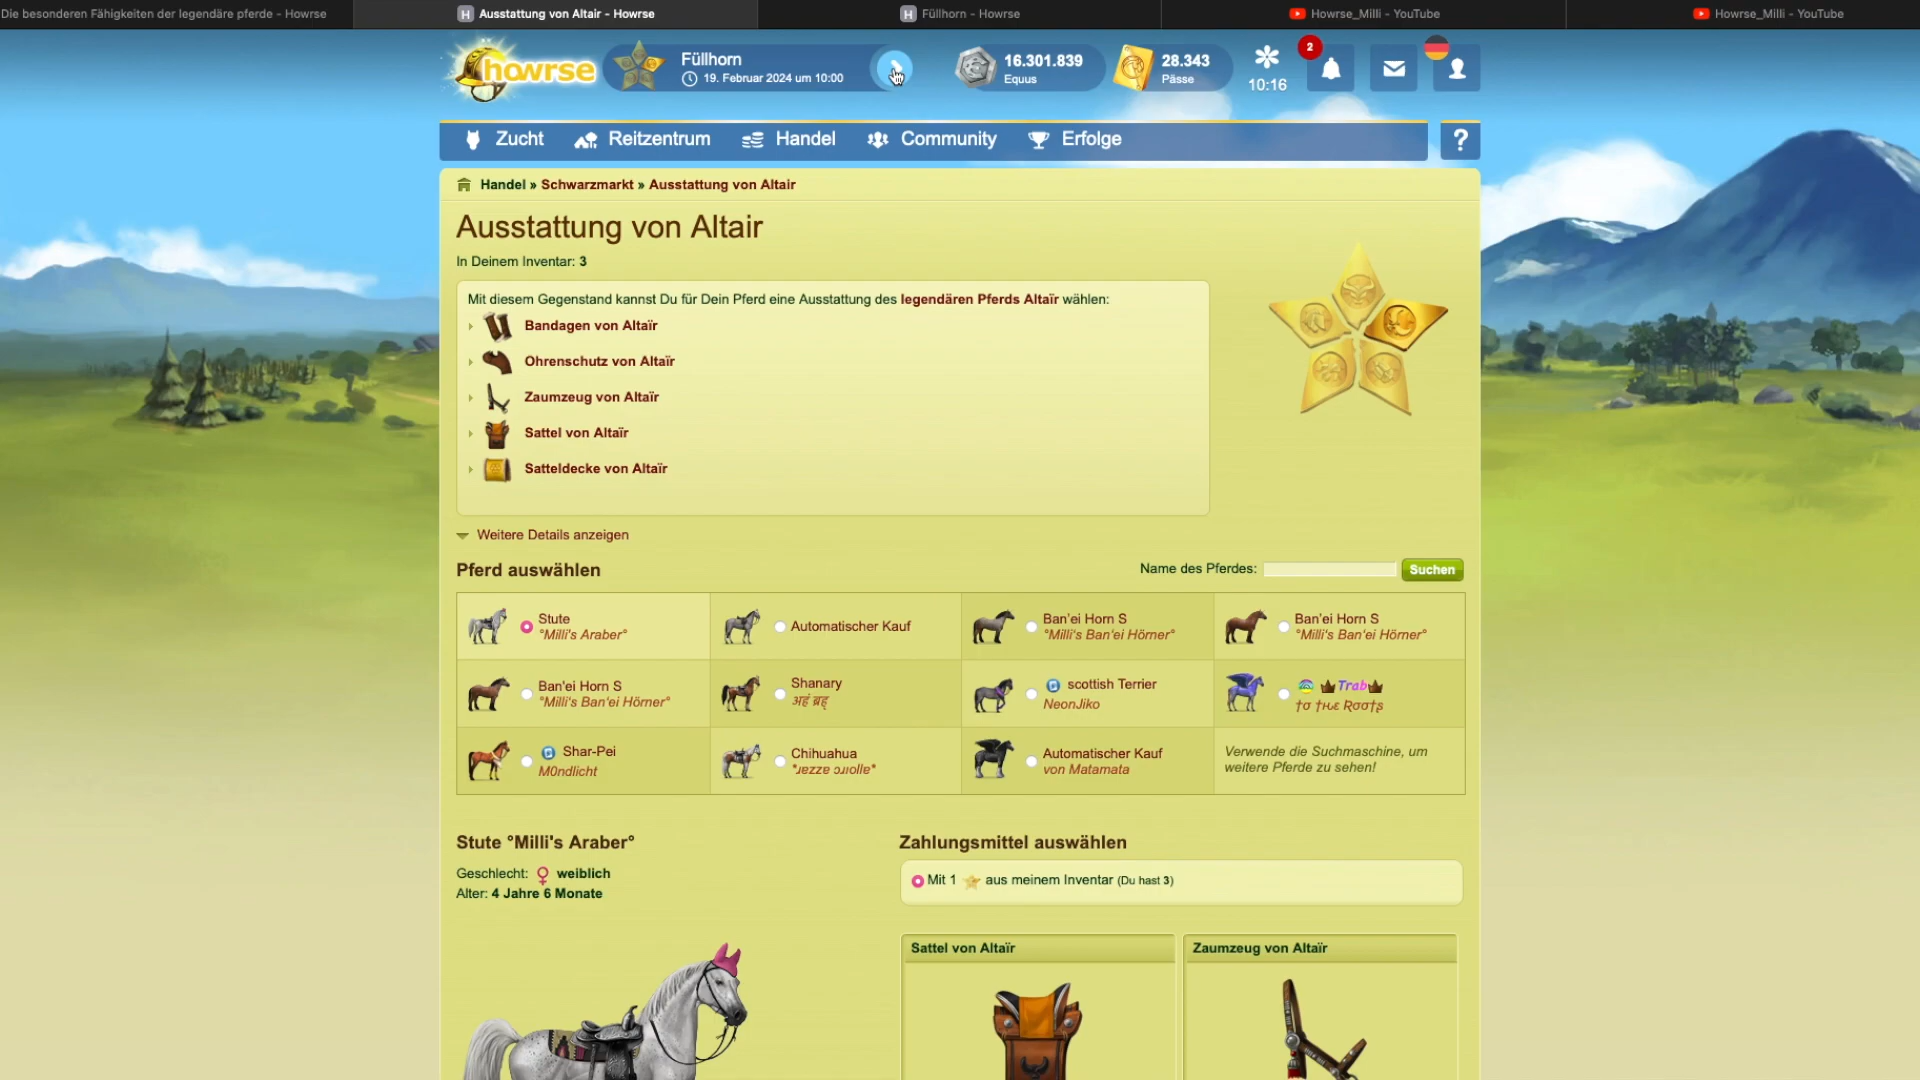 Die besonderen Fähigkeiten der legendäre pferde - Howrse
Ausstattung von Altair - Howrse
Füllhorn - Howrse
Howrse_Milli - YouTube
Howrse_Milli - YouTube
howrse
Füllhorn
19. Februar 2024 um 10:00
16.301.839
Equus
28.343
Pässe
10:16
2
Zucht
Reitzentrum
Handel
Community
Erfolge
?
Handel » Schwarzmarkt » Ausstattung von Altair
Ausstattung von Altair
In Deinem Inventar: 3
Mit diesem Gegenstand kannst Du für Dein Pferd eine Ausstattung des legendären Pferds Altaïr wählen:
Bandagen von Altaïr
Ohrenschutz von Altaïr
Zaumzeug von Altaïr
Sattel von Altaïr
Satteldecke von Altaïr
Weitere Details anzeigen
Pferd auswählen
Name des Pferdes:
Suchen
Stute
°Milli's Araber°
Automatischer Kauf
Ban'ei Horn S
°Milli's Ban'ei Hörner°
Ban'ei Horn S
°Milli's Ban'ei Hörner°
Ban'ei Horn S
°Milli's Ban'ei Hörner°
Shanary
scottish Terrier
NeonJiko
Trab
Shar-Pei
M0ndlicht
Chihuahua
Automatischer Kauf
von Matamata
Verwende die Suchmaschine, um
weitere Pferde zu sehen!
Stute °Milli's Araber°
Geschlecht: ♀ weiblich
Alter: 4 Jahre 6 Monate
Zahlungsmittel auswählen
Mit 1 aus meinem Inventar (Du hast 3)
Sattel von Altaïr
Zaumzeug von Altaïr